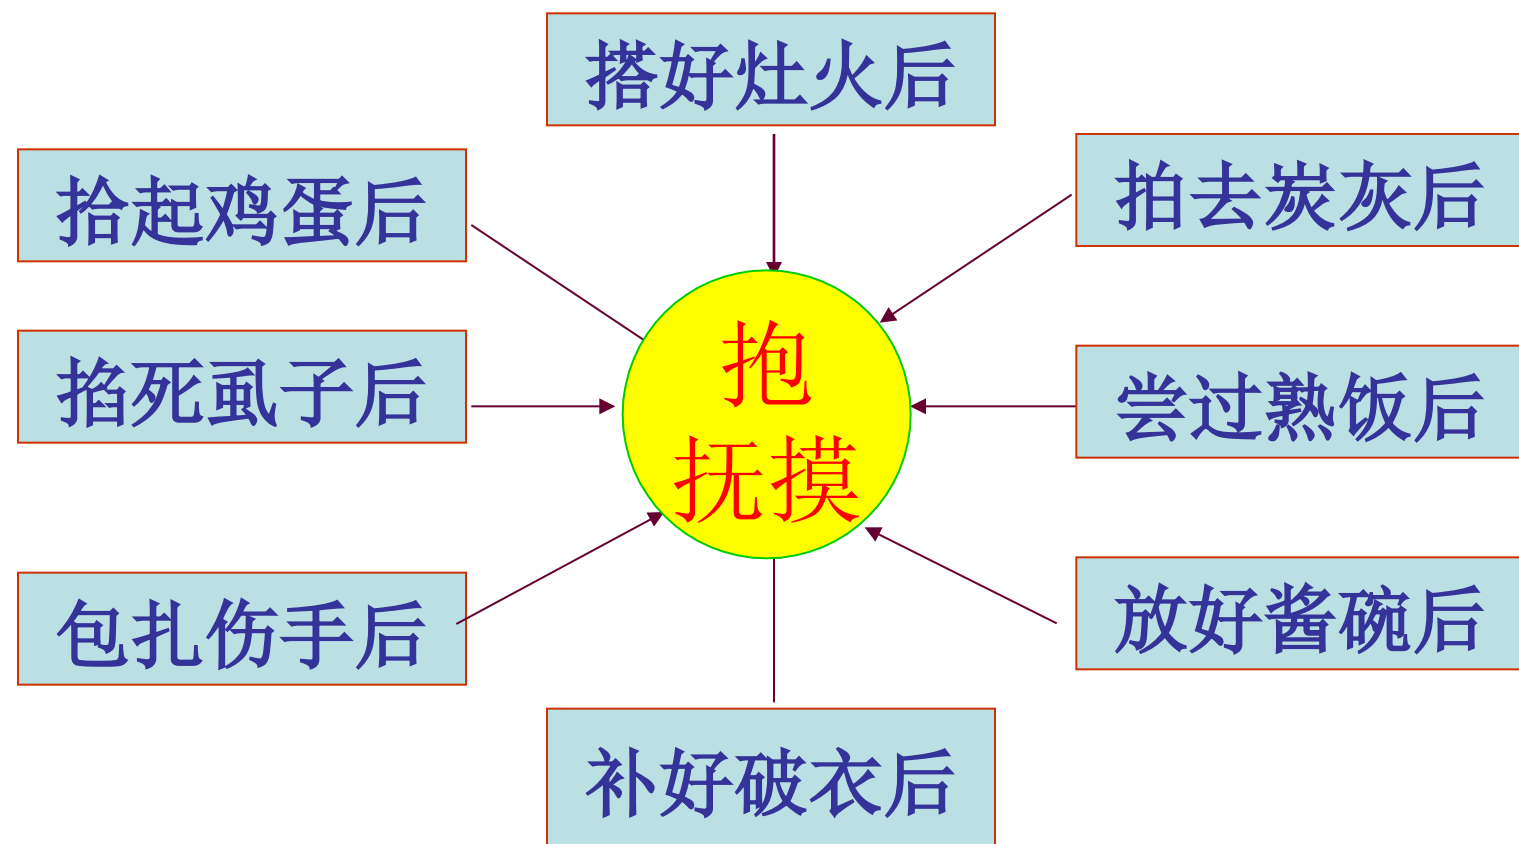 搭好灶火后
拍去炭灰后
拾起鸡蛋后
掐死虱子后
尝过熟饭后
抱
抚摸
放好酱碗后
包扎伤手后
补好破衣后